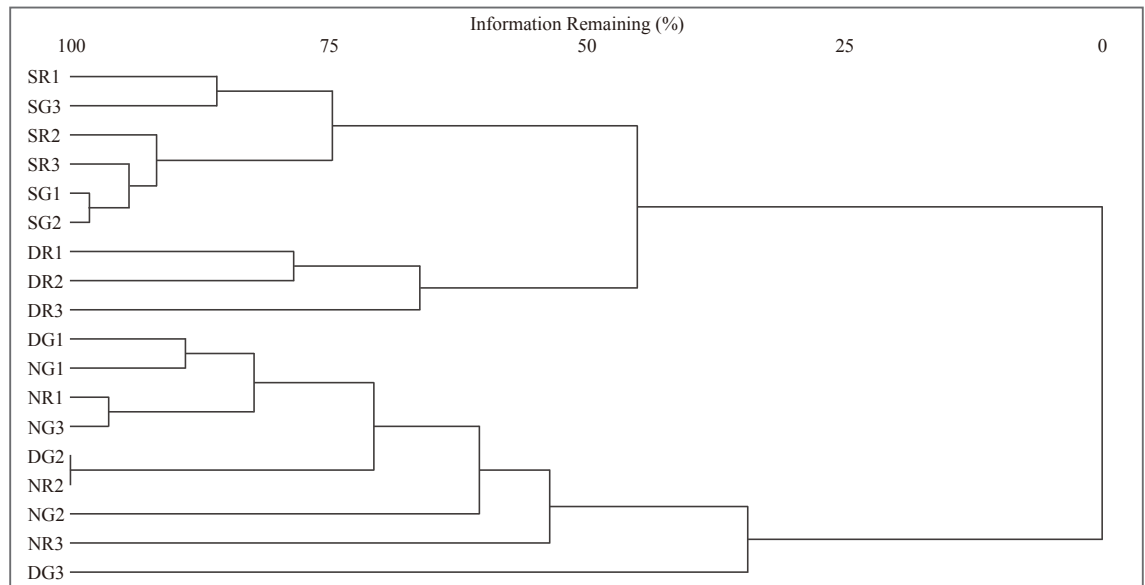 Information Remaining (%)
100 75 50 25 0
SR1
SG3
SR2
SR3
SG1
SG2
DR1
DR2
DR3
DG1
NG1
NR1
NG3
DG2
NR2
NG2
NR3
DG3